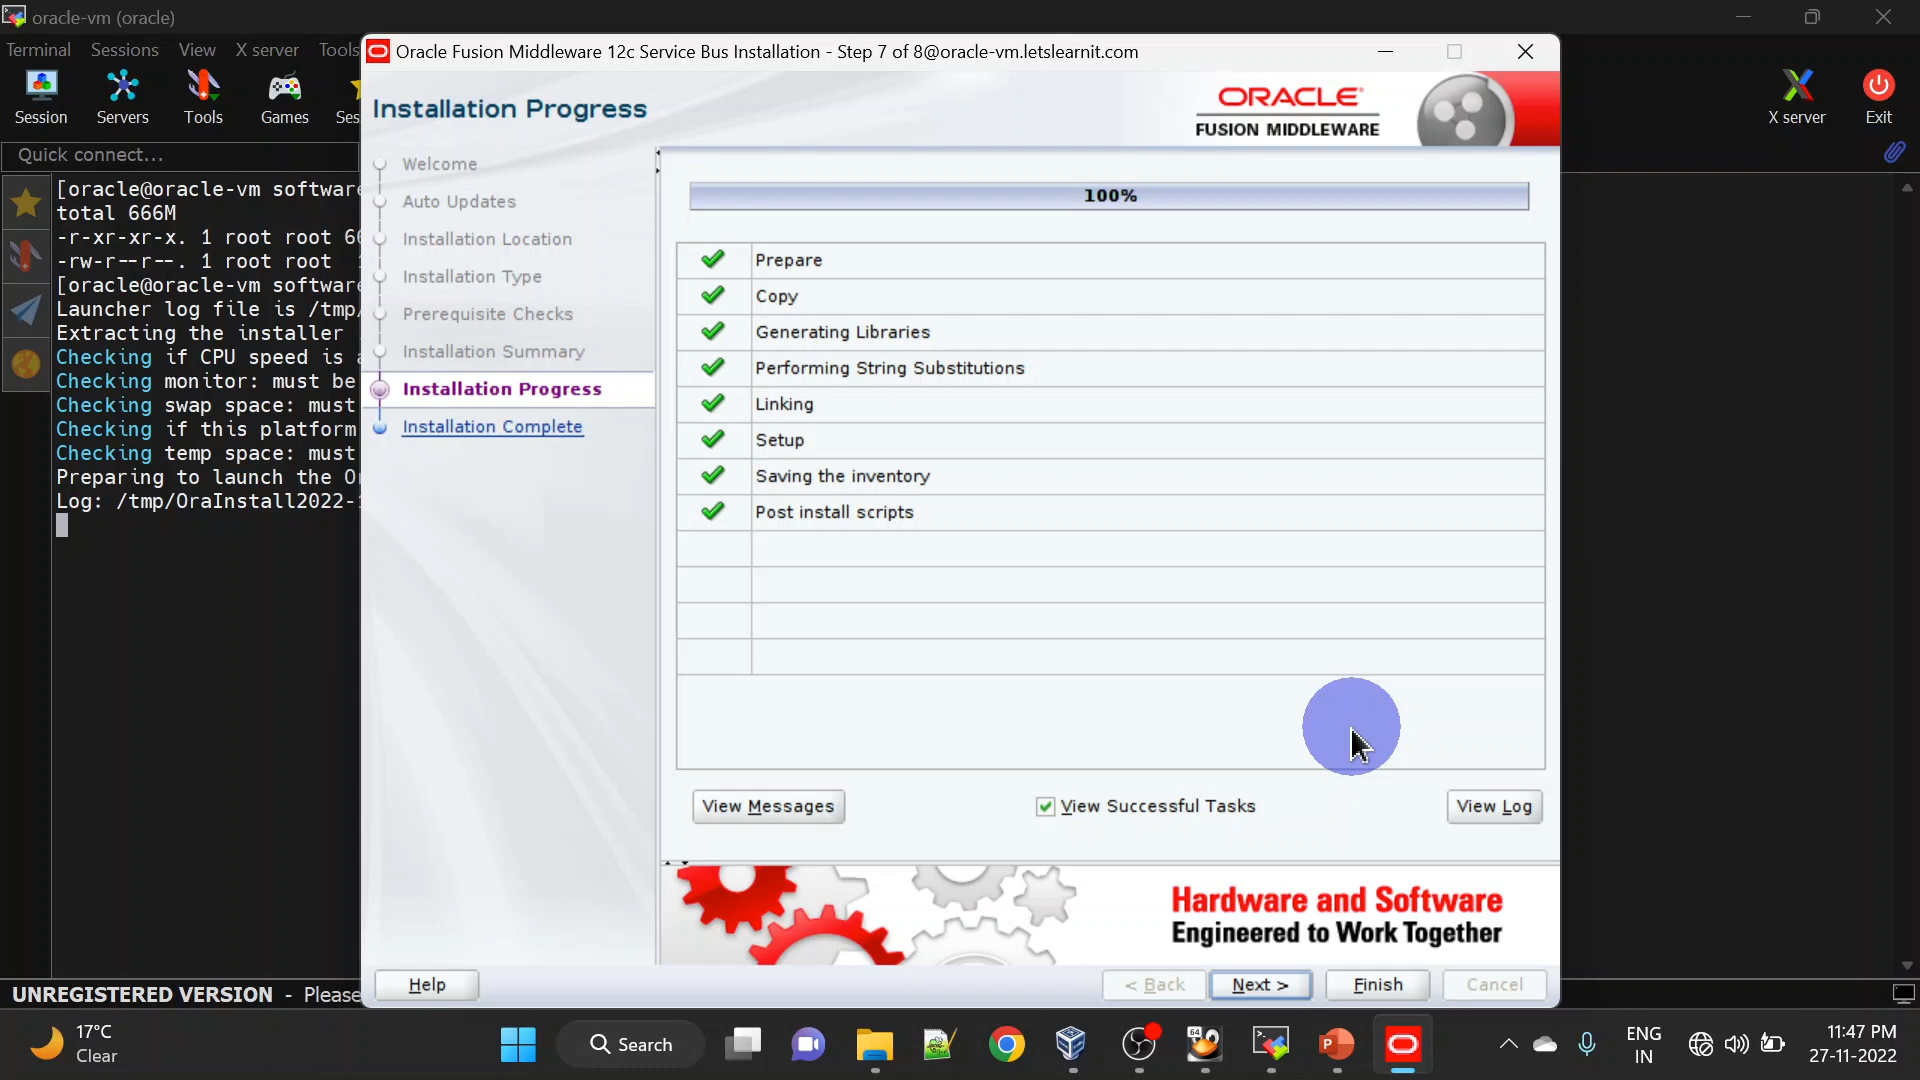 oracle-vm (oracle)
Terminal Sessions View X server Tools
Session Servers Tools Games Ses
X server Exit
Quick connect...
[oracle@oracle-vm software
total 666M
-r-xr-xr-x. 1 root root 6
-rw-r--r--. 1 root root
[oracle@oracle-vm software
Launcher log file is /tmp/
Extracting the installer
Checking if CPU speed is a
Checking monitor: must be
Checking swap space: must
Checking if this platform
Checking temp space: must
Preparing to launch the O
Log: /tmp/OraInstall2022-
UNREGISTERED VERSION - Please
Oracle Fusion Middleware 12c Service Bus Installation - Step 7 of 8@oracle-vm.letslearnit.com
Installation Progress
ORACLE
FUSION MIDDLEWARE
Welcome
Auto Updates
Installation Location
Installation Type
Prerequisite Checks
Installation Summary
Installation Progress
Installation Complete
100%
Prepare
Copy
Generating Libraries
Performing String Substitutions
Linking
Setup
Saving the inventory
Post install scripts
View Messages
View Successful Tasks
View Log
Hardware and Software
Engineered to Work Together
Help
< Back
Next >
Finish
Cancel
17°C
Clear
Search
64
ENG
IN
11:47 PM
27-11-2022